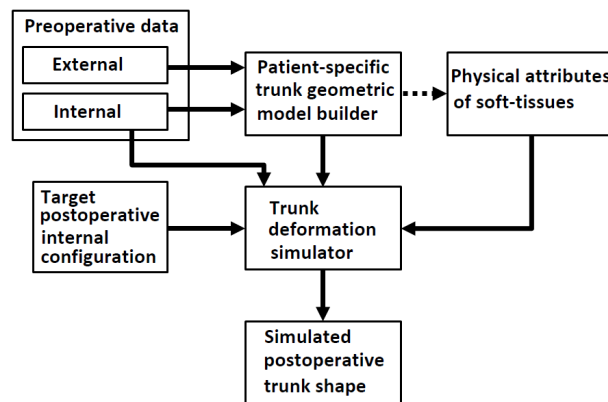 Preoperative data
External
Internal
Patient-specific
trunk geometric
model builder
Physical attributes
of soft-tissues
Target
postoperative
internal
configuration
Trunk
deformation
simulator
Simulated
postoperative
trunk shape